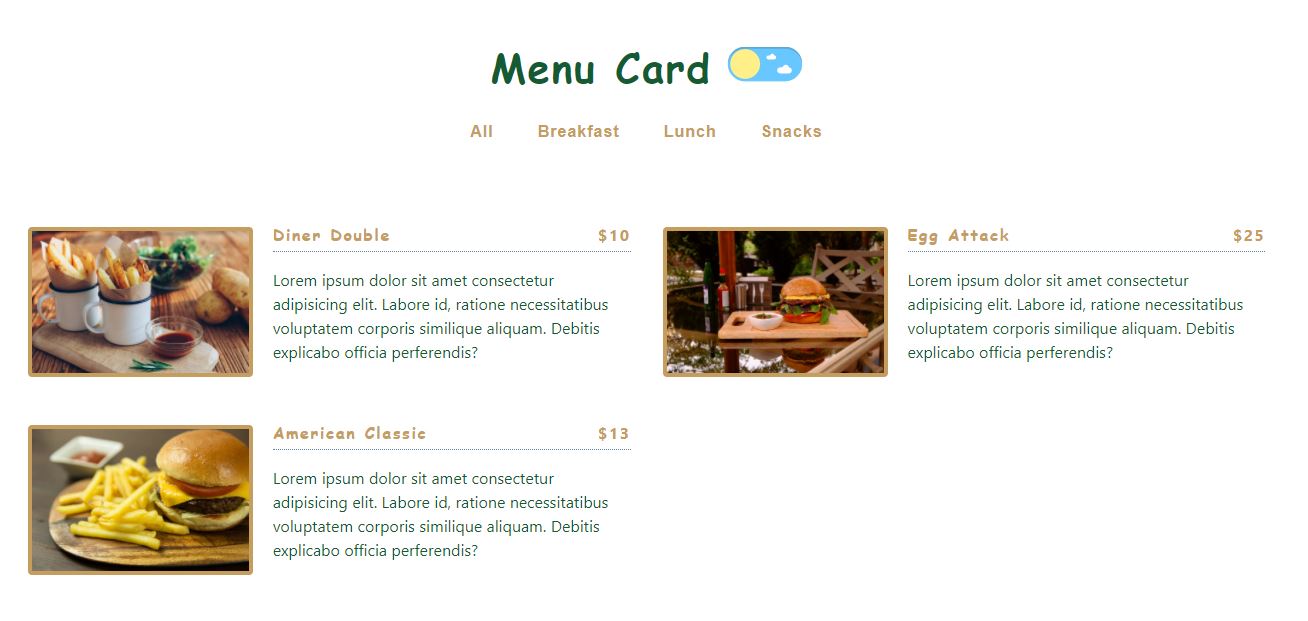 Menu Card
All Breakfast Lunch Snacks
Diner Double $10
Lorem ipsum dolor sit amet consectetur
adipisicing elit. Labore id, ratione necessitatibus
voluptatem corporis similique aliquam. Debitis
explicabo officia perferendis?
Egg Attack $25
Lorem ipsum dolor sit amet consectetur
adipisicing elit. Labore id, ratione necessitatibus
voluptatem corporis similique aliquam. Debitis
explicabo officia perferendis?
American Classic $13
Lorem ipsum dolor sit amet consectetur
adipisicing elit. Labore id, ratione necessitatibus
voluptatem corporis similique aliquam. Debitis
explicabo officia perferendis?